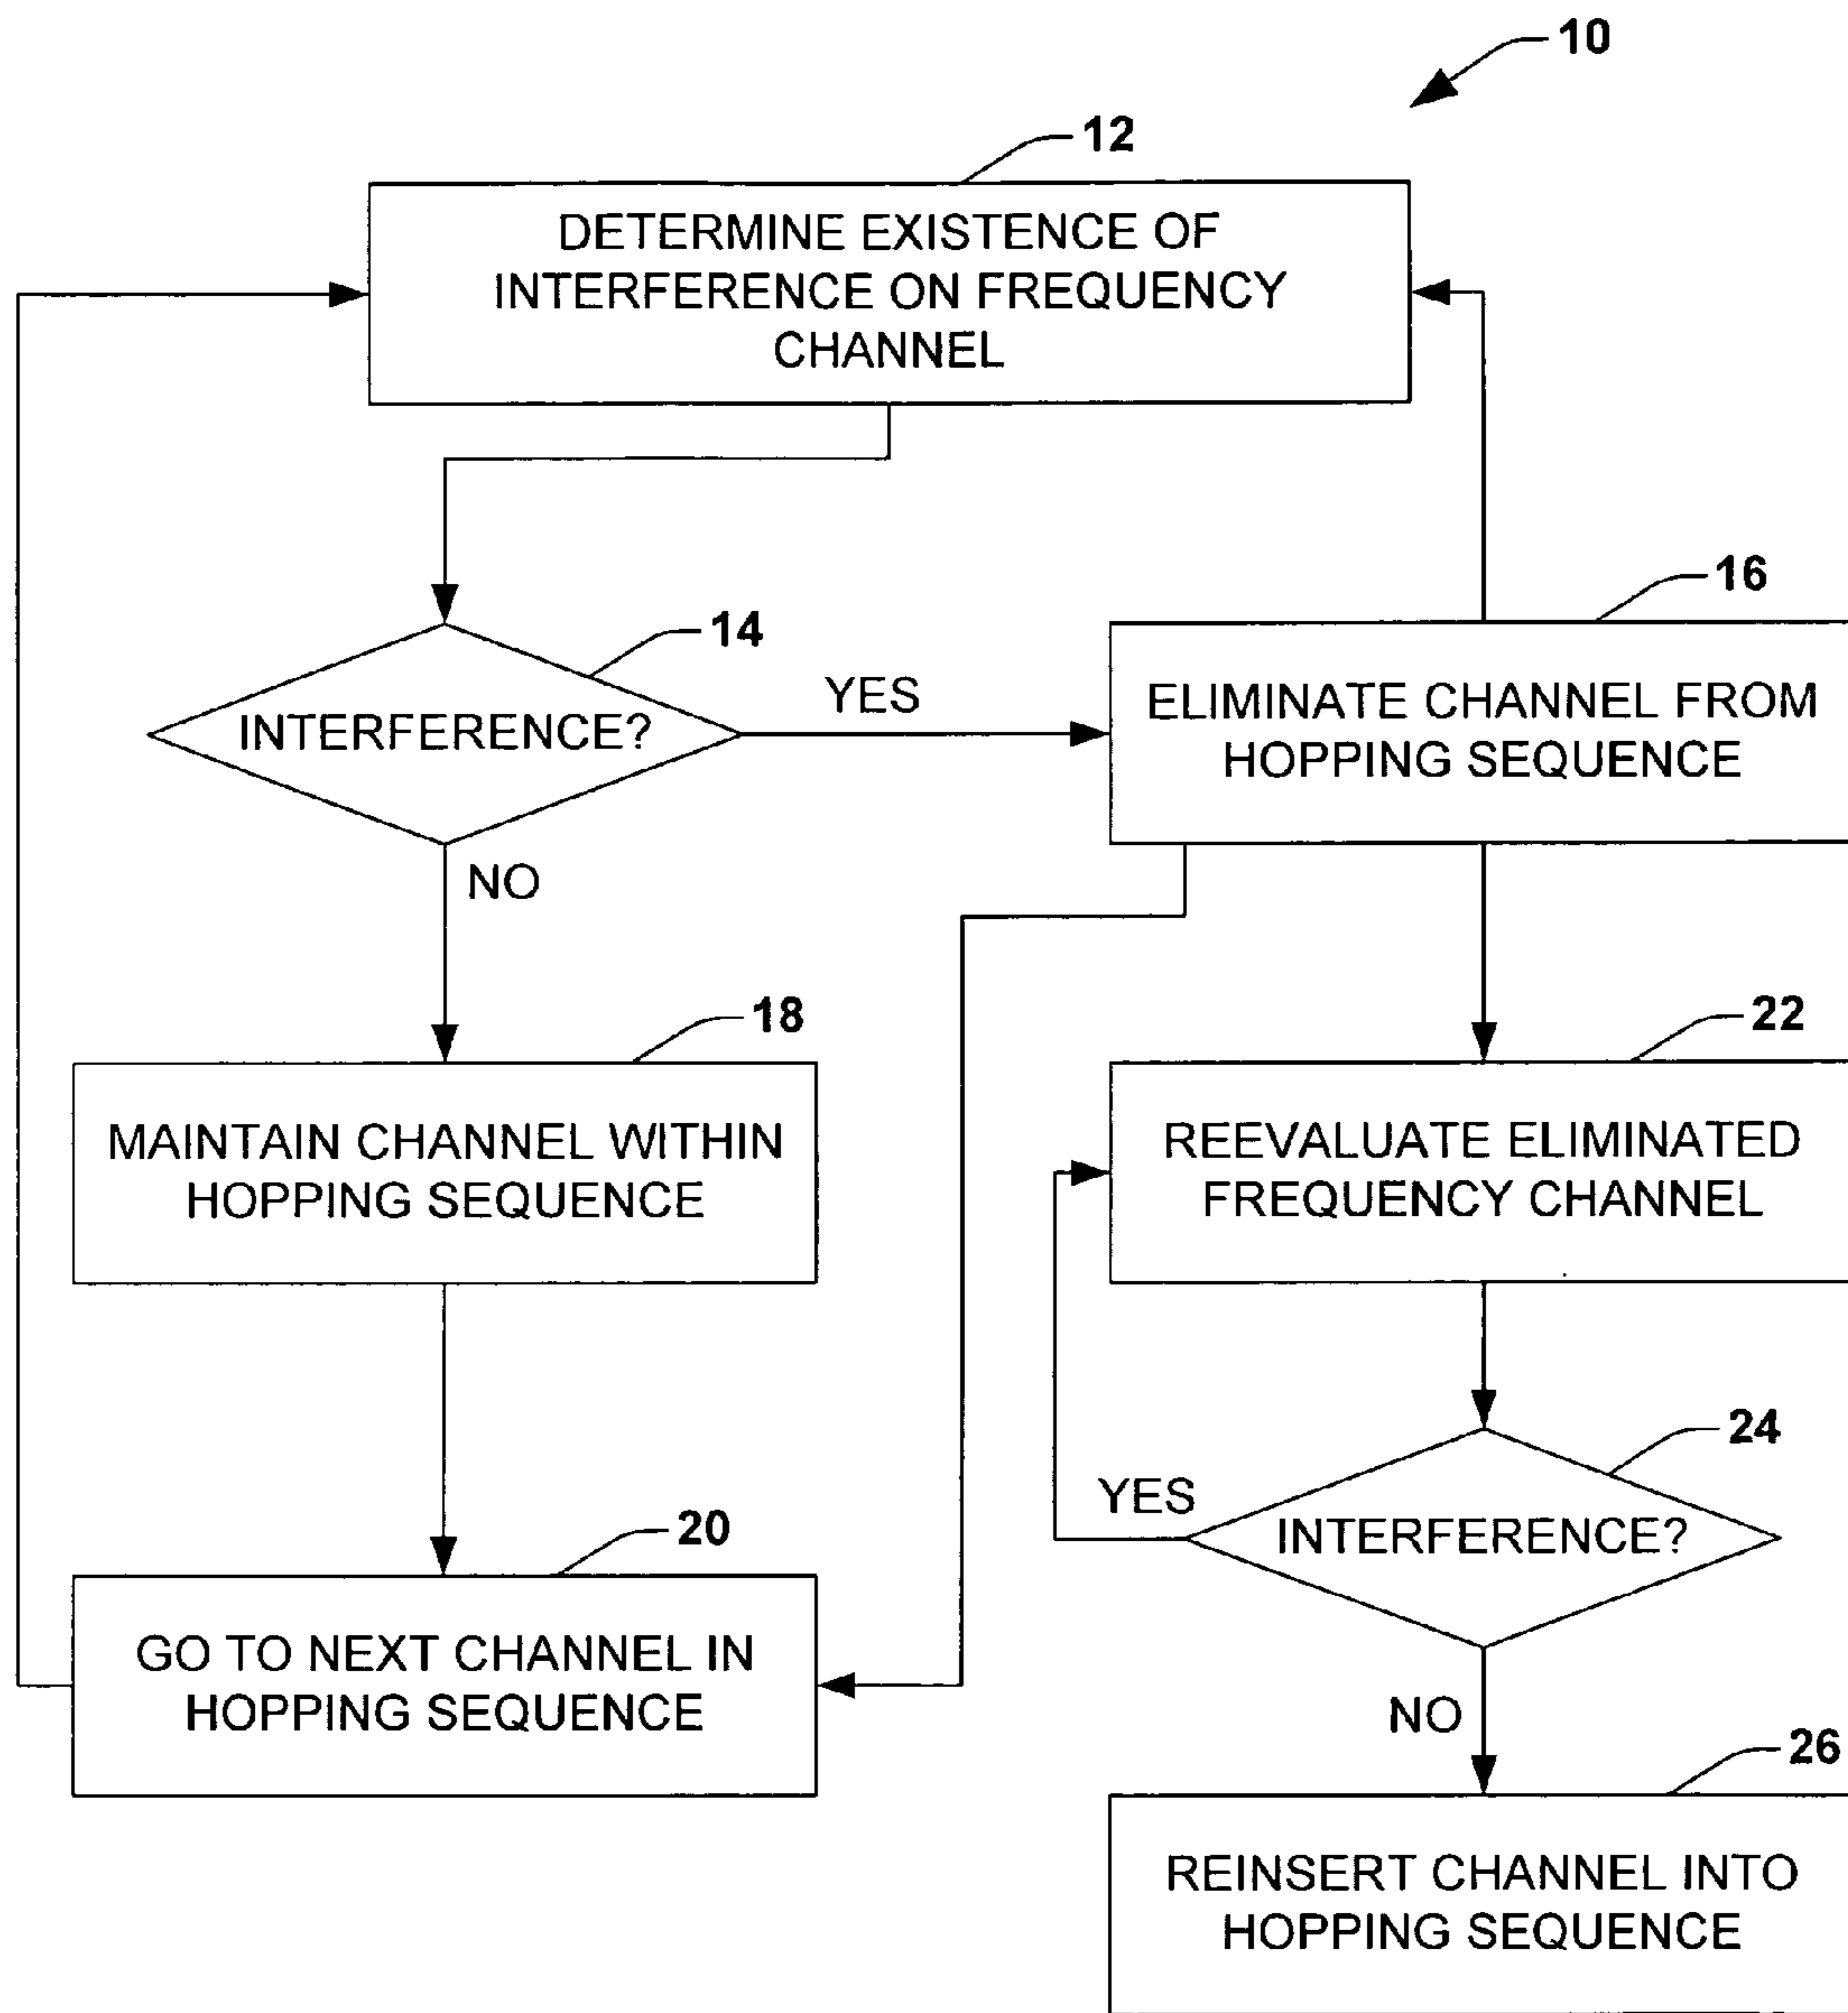 10
12
DETERMINE EXISTENCE OF
INTERFERENCE ON FREQUENCY
CHANNEL
14
INTERFERENCE?
YES
16
ELIMINATE CHANNEL FROM
HOPPING SEQUENCE
NO
18
MAINTAIN CHANNEL WITHIN
HOPPING SEQUENCE
22
REEVALUATE ELIMINATED
FREQUENCY CHANNEL
20
GO TO NEXT CHANNEL IN
HOPPING SEQUENCE
24
YES
INTERFERENCE?
NO
26
REINSERT CHANNEL INTO
HOPPING SEQUENCE